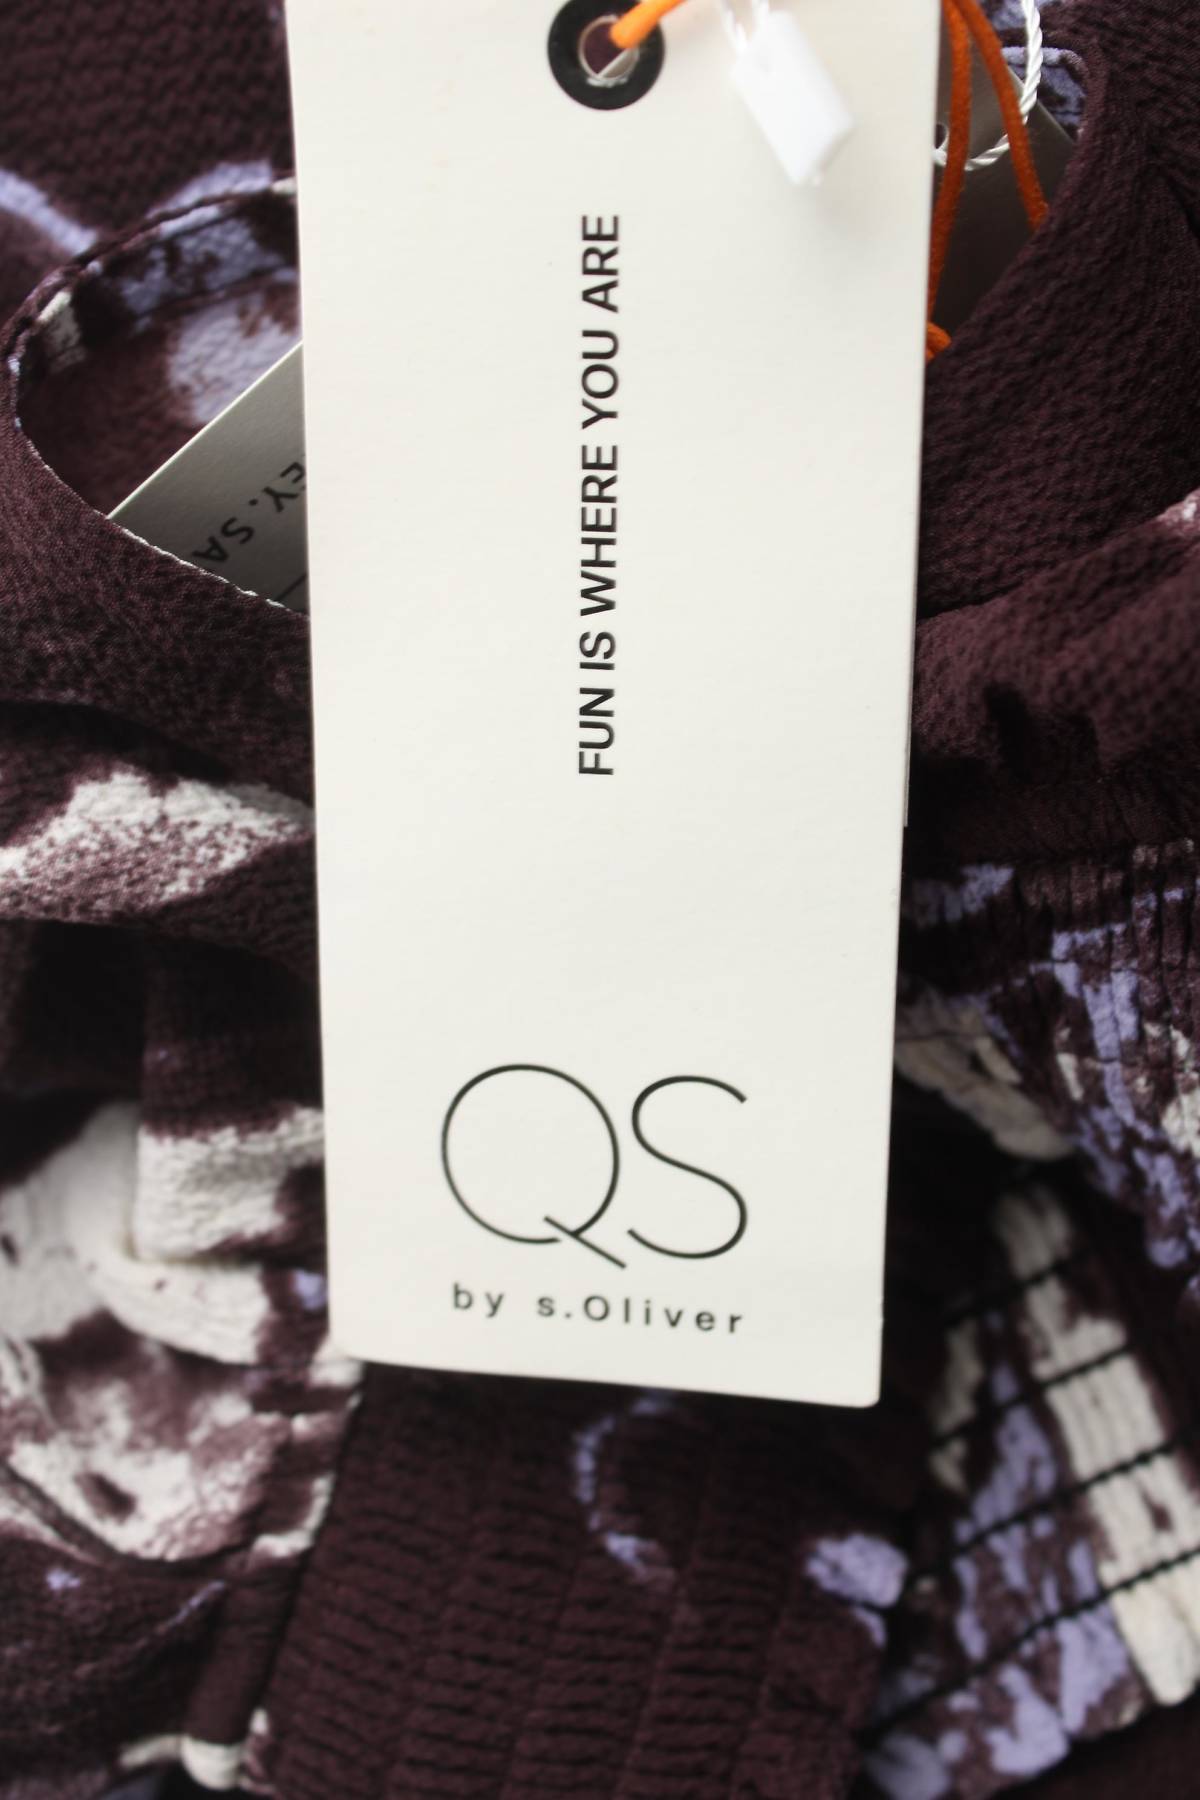 FUN IS WHERE YOU ARE
QS
by s.Oliver